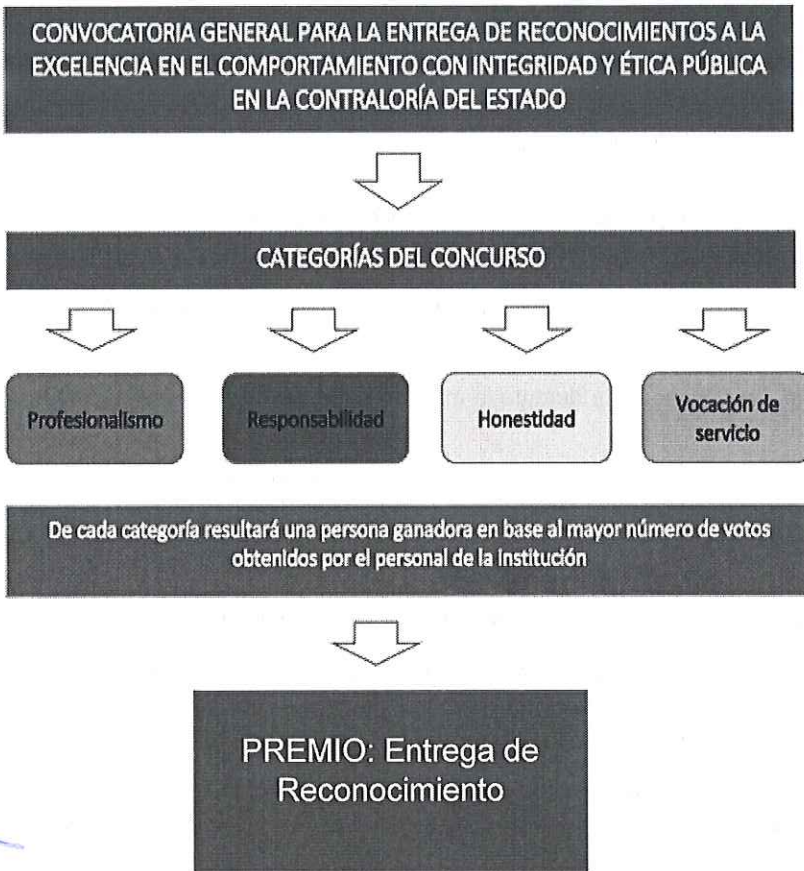 CONVOCATORIA GENERAL PARA LA ENTREGA DE RECONOCIMIENTOS A LA
EXCELENCIA EN EL COMPORTAMIENTO CON INTEGRIDAD Y ÉTICA PÚBLICA
EN LA CONTRALORÍA DEL ESTADO
CATEGORÍAS DEL CONCURSO
Profesionalismo
Responsabilidad
Honestidad
Vocación de
servicio
De cada categoría resultará una persona ganadora en base al mayor número de votos
obtenidos por el personal de la institución
PREMIO: Entrega de
Reconocimiento